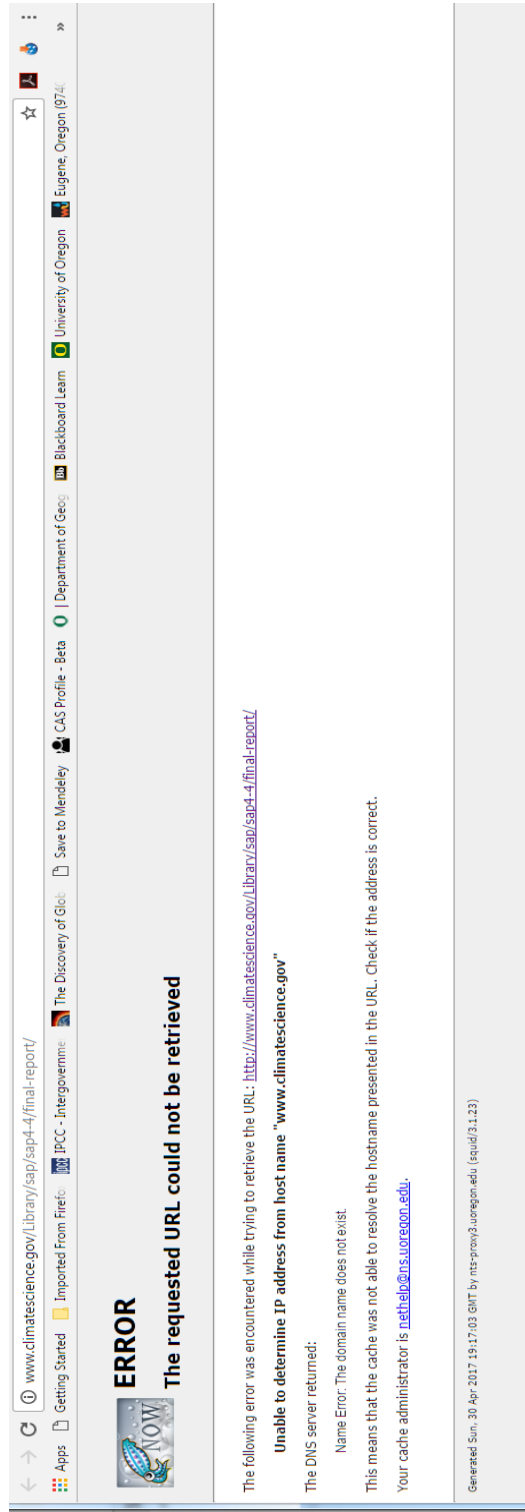 www.climatescience.gov/Library/sap/sap4-4/final-report/
Apps Getting Started Imported From Firefo IPCC - Intergovernme The Discovery of Glob Save to Mendeley CAS Profile - Beta O | Department of Geog Bb Blackboard Learn O University of Oregon Eugene, Oregon (974 »
NOW
ERROR
The requested URL could not be retrieved
The following error was encountered while trying to retrieve the URL: http://www.climatescience.gov/Library/sap/sap4-4/final-report/
Unable to determine IP address from host name "www.climatescience.gov"
The DNS server returned:
Name Error: The domain name does not exist.
This means that the cache was not able to resolve the hostname presented in the URL. Check if the address is correct.
Your cache administrator is nethelp@ns.uoregon.edu.
Generated Sun, 30 Apr 2017 19:17:03 GMT by nts-proxy3.uoregon.edu (squid/3.1.23)